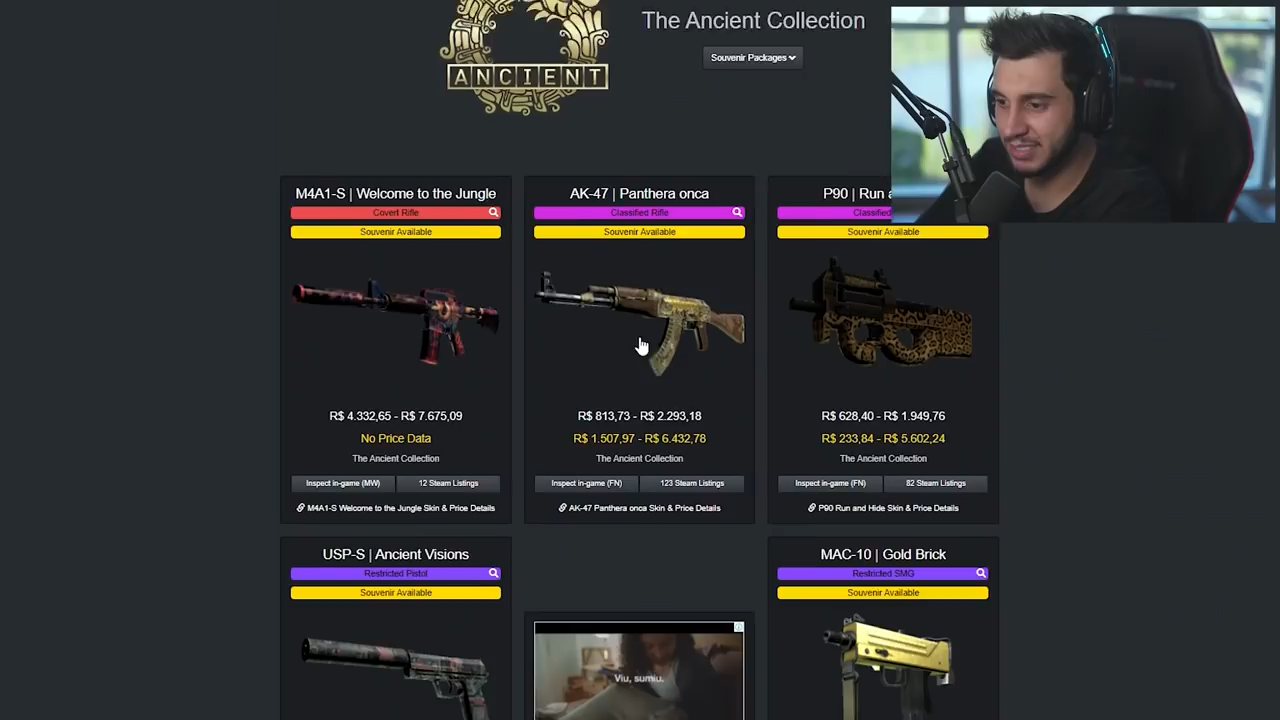 The Ancient Collection
Souvenir Packages
ANCIENT
M4A1-S | Welcome to the Jungle
Covert Rifle
Souvenir Available
R$ 4.332,65 - R$ 7.675,09
No Price Data
The Ancient Collection
Inspect in-game (MW)
12 Steam Listings
M4A1-S Welcome to the Jungle Skin & Price Details
AK-47 | Panthera onca
Classified Rifle
Souvenir Available
R$ 813,73 - R$ 2.293,18
R$ 1.507,97 - R$ 6.432,78
The Ancient Collection
Inspect in-game (FN)
123 Steam Listings
AK-47 Panthera onca Skin & Price Details
P90 | Run
Classified
Souvenir Available
R$ 628,40 - R$ 1.949,76
R$ 233,84 - R$ 5.602,24
The Ancient Collection
Inspect in-game (FN)
82 Steam Listings
P90 Run and Hide Skin & Price Details
USP-S | Ancient Visions
Restricted Pistol
Souvenir Available
Viu, sumiu.
MAC-10 | Gold Brick
Restricted SMG
Souvenir Available